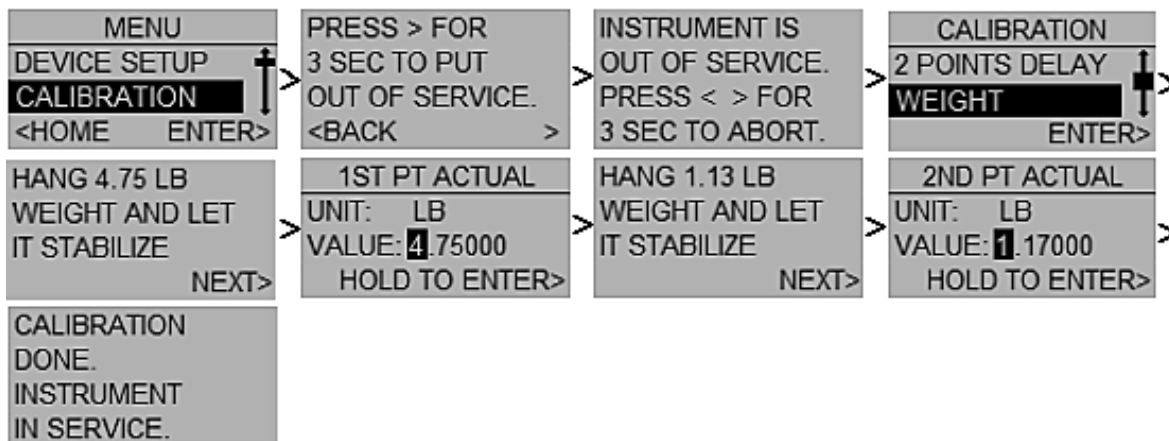 MENU
DEVICE SETUP
CALIBRATION
<HOME ENTER>
>
PRESS > FOR
3 SEC TO PUT
OUT OF SERVICE.
<BACK >
>
INSTRUMENT IS
OUT OF SERVICE.
PRESS < > FOR
3 SEC TO ABORT.
>
CALIBRATION
2 POINTS DELAY
WEIGHT
ENTER>
>
HANG 4.75 LB
WEIGHT AND LET
IT STABILIZE
NEXT>
>
1ST PT ACTUAL
UNIT: LB
VALUE: 4.75000
HOLD TO ENTER>
>
HANG 1.13 LB
WEIGHT AND LET
IT STABILIZE
NEXT>
>
2ND PT ACTUAL
UNIT: LB
VALUE: 1.17000
HOLD TO ENTER>
>
CALIBRATION
DONE.
INSTRUMENT
IN SERVICE.